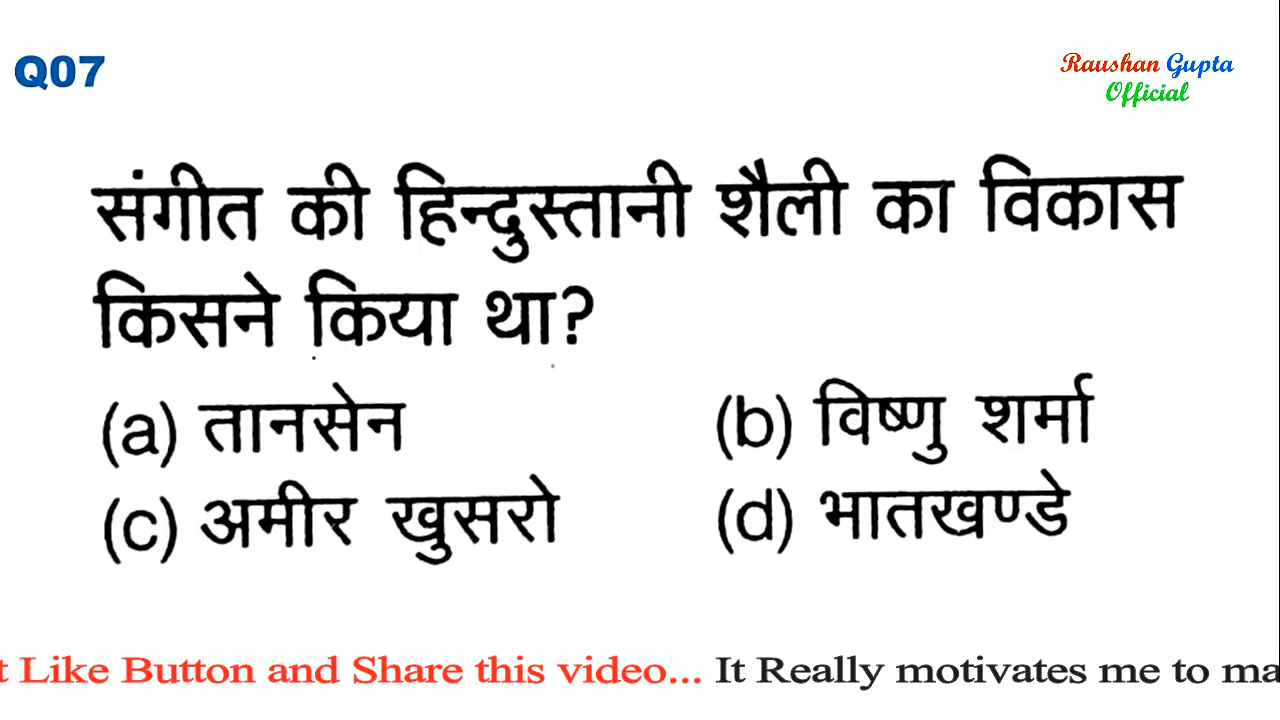 Q07
Raushan Gupta
Official
संगीत की हिन्दुस्तानी शैली का विकास
किसने किया था?
(a) तानसेन (b) विष्णु शर्मा
(c) अमीर खुसरो (d) भातखण्डे
t Like Button and Share this video... It Really motivates me to ma